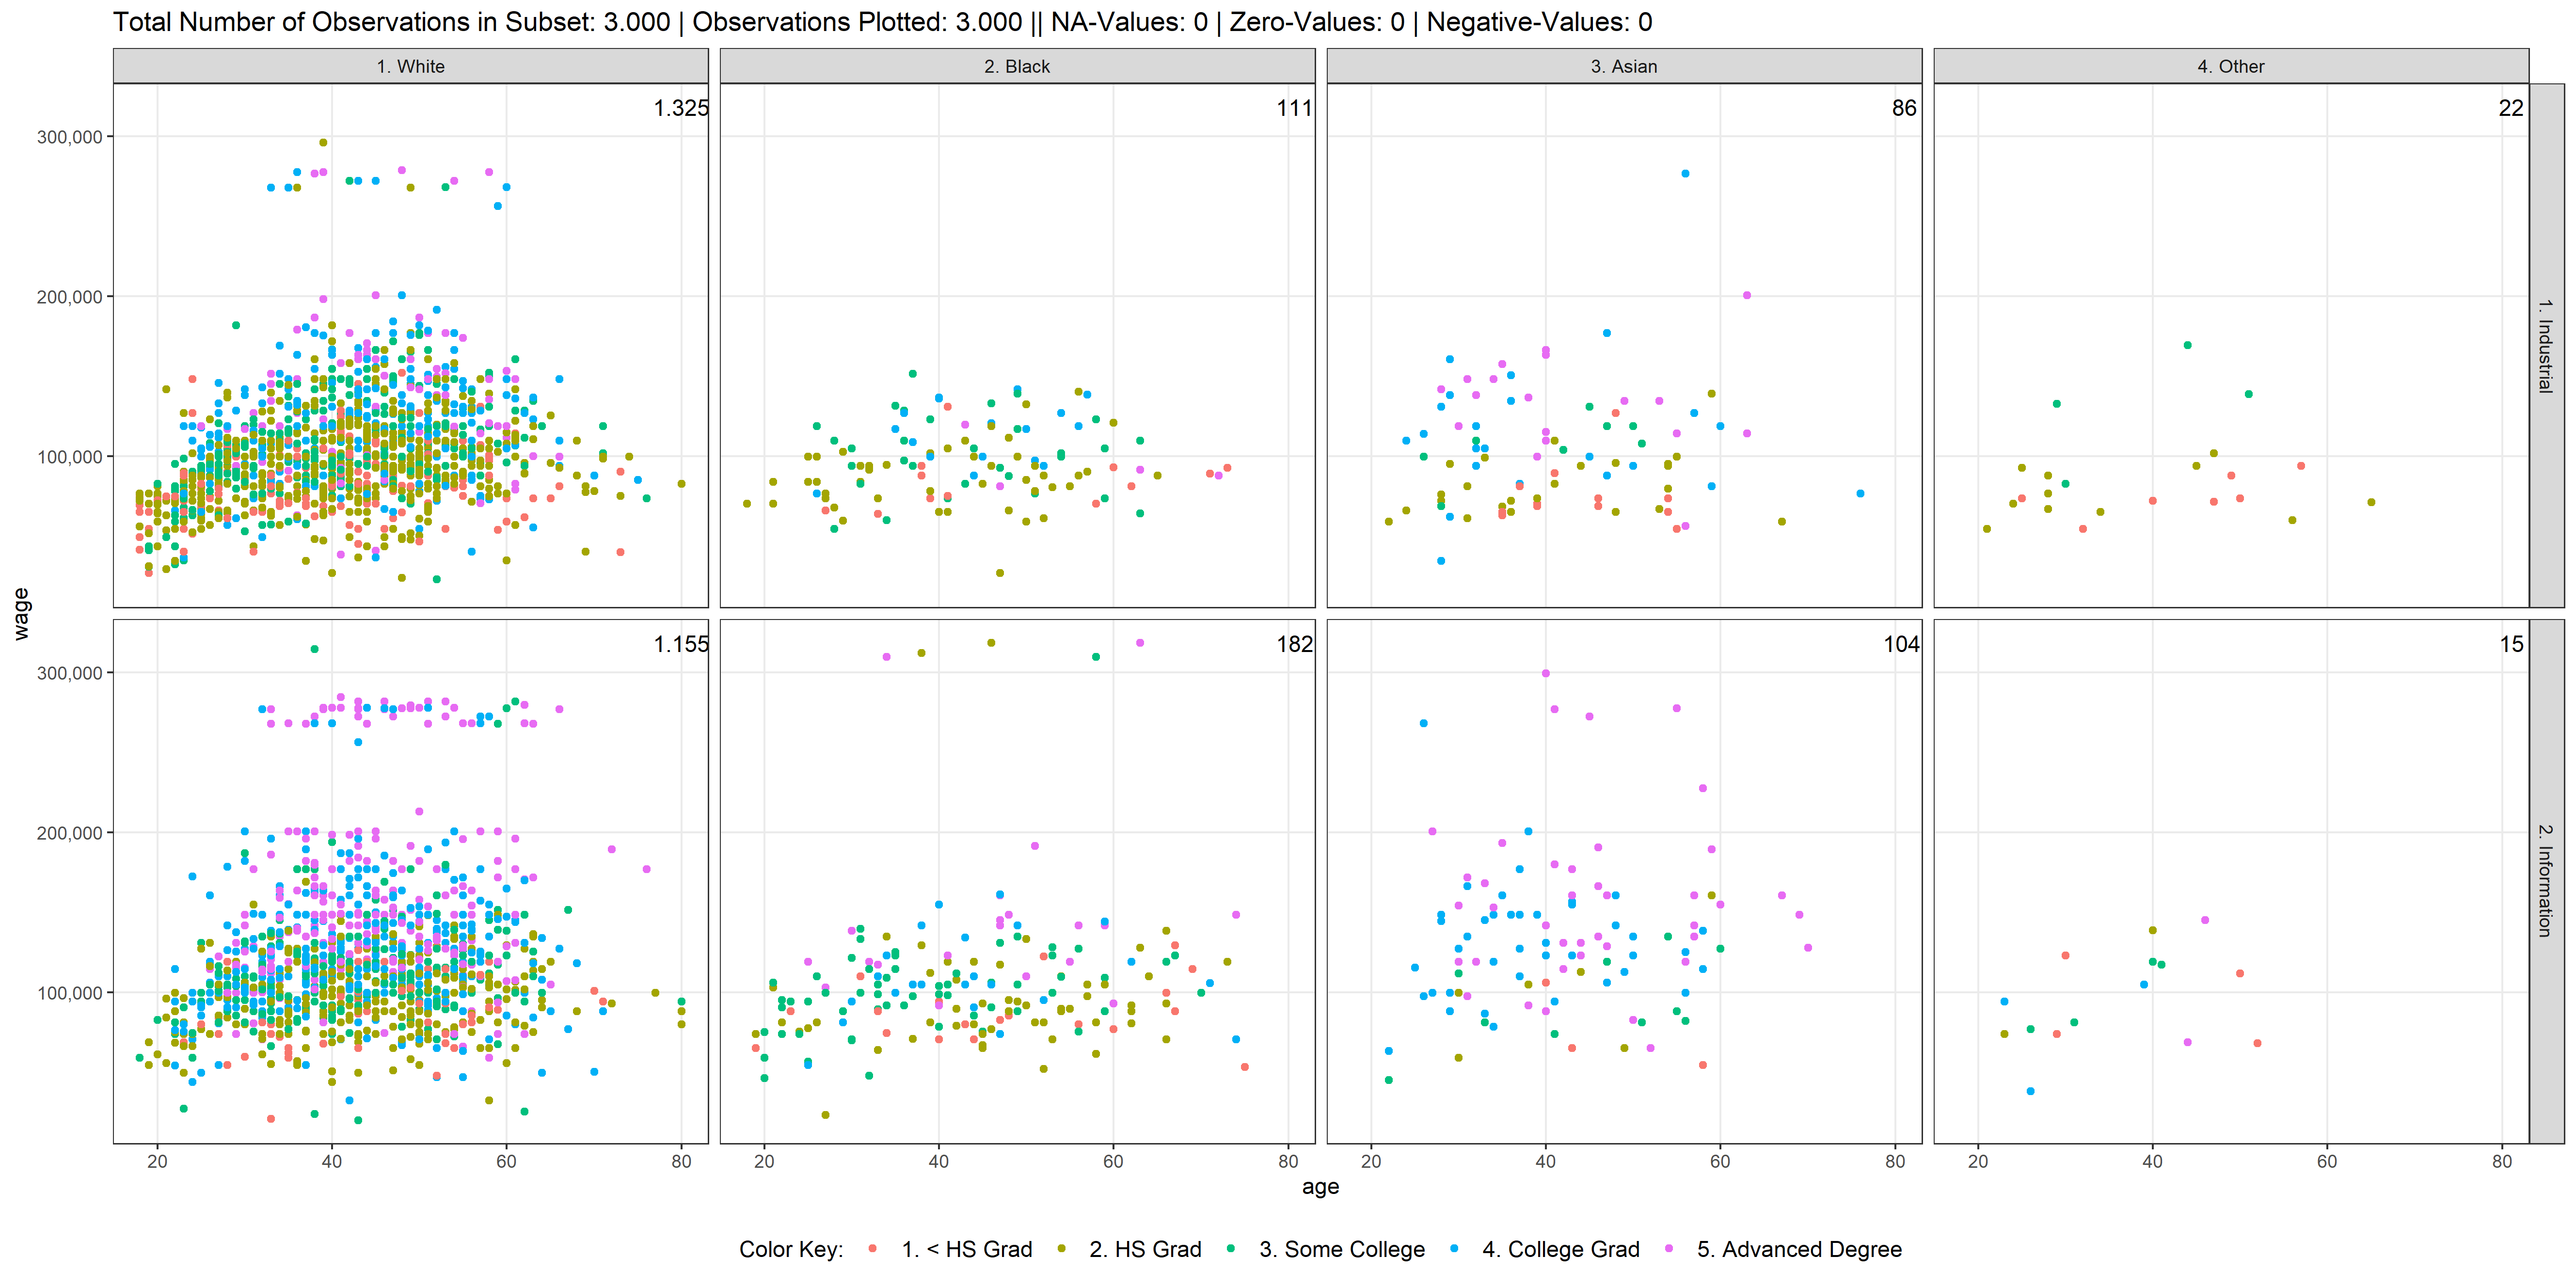 Total Number of Observations in Subset: 3.000 | Observations Plotted: 3.000 || NA-Values: 0 | Zero-Values: 0 | Negative-Values: 0
1. White
2. Black
3. Asian
4. Other
1.325
111
86
22
300,000
200,000
100,000
1. Industrial
wage
1.155
182
104
15
300,000
200,000
100,000
2. Information
20 40 60 80
20 40 60 80
20 40 60 80
20 40 60 80
age
Color Key: 1. < HS Grad 2. HS Grad 3. Some College 4. College Grad 5. Advanced Degree